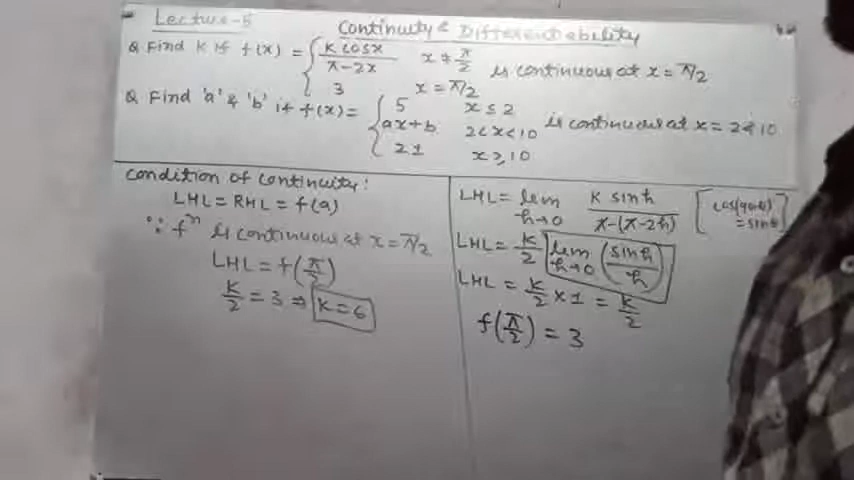 Lecture-5
Continuity & Differentiability
Q Find K if f(x) = { K cosx / π-2x x ≠ π/2
3 x = π/2 is continuous at x = π/2
Q Find 'a' & 'b' if f(x) = { 5 x ≤ 2
ax+b 2<x<10 is continuous at x = 2 & 10
21 x ≥ 10
Condition of continuity:
LHL = RHL = f(a)
∵ fⁿ is continuous at x = π/2
LHL = f(π/2)
K/2 = 3 ⇒ K = 6
LHL = lim h→0 K sinh / π-(π-2h) [cos(90-θ) = sinθ]
LHL = K/2 lim h→0 (sinh/h)
LHL = K/2 × 1 = K/2
f(π/2) = 3